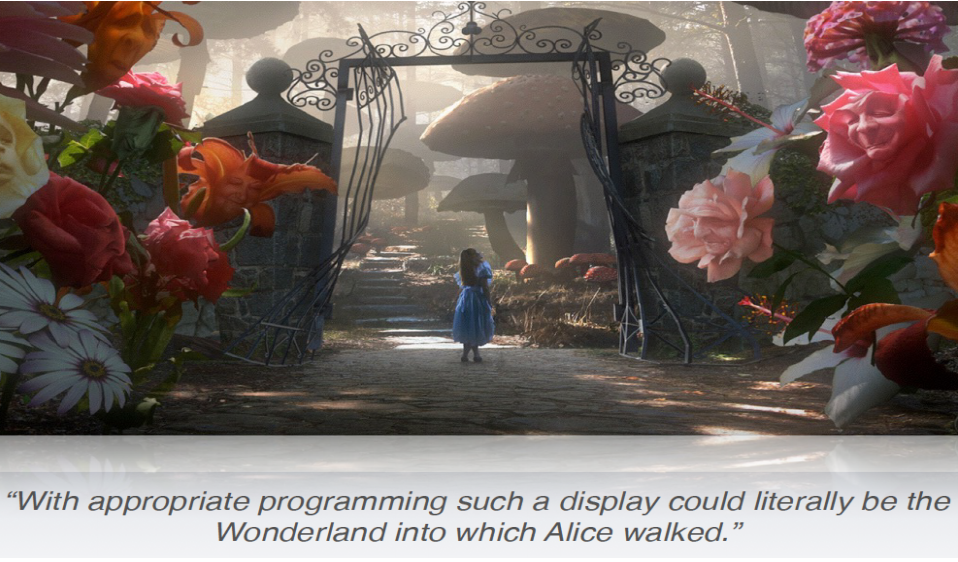 “With appropriate programming such a display could literally be the
Wonderland into which Alice walked.”